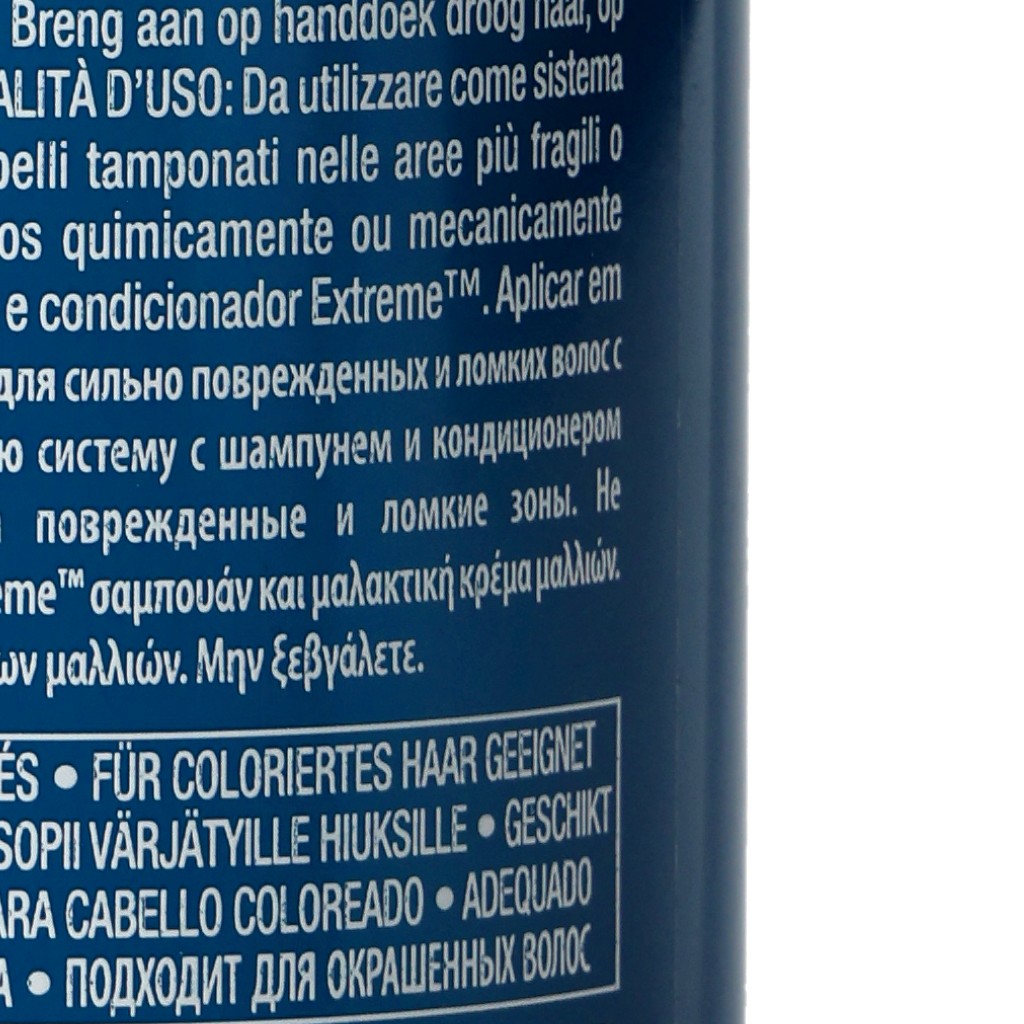 Breng aan op handdoek droog haar, op
ALITÀ D'USO: Da utilizzare come sistema
pelli tamponati nelle aree più fragili o
os quimicamente ou mecanicamente
e condicionador Extreme™. Aplicar em
для сильно поврежденных и ломких волос с
ю систему с шампунем и кондиционером
поврежденные и ломкие зоны. Не
eme™ σαμπουάν και μαλακτική κρέμα μαλλιών.
ων μαλλιών. Μην ξεβγάλετε.
ÉS • FÜR COLORIERTES HAAR GEEIGNET
SOPII VÄRJÄTYILLE HIUKSILLE • GESCHIKT
ARA CABELLO COLOREADO • ADEQUADO
A • ПОДХОДИТ ДЛЯ ОКРАШЕННЫХ ВОЛОС